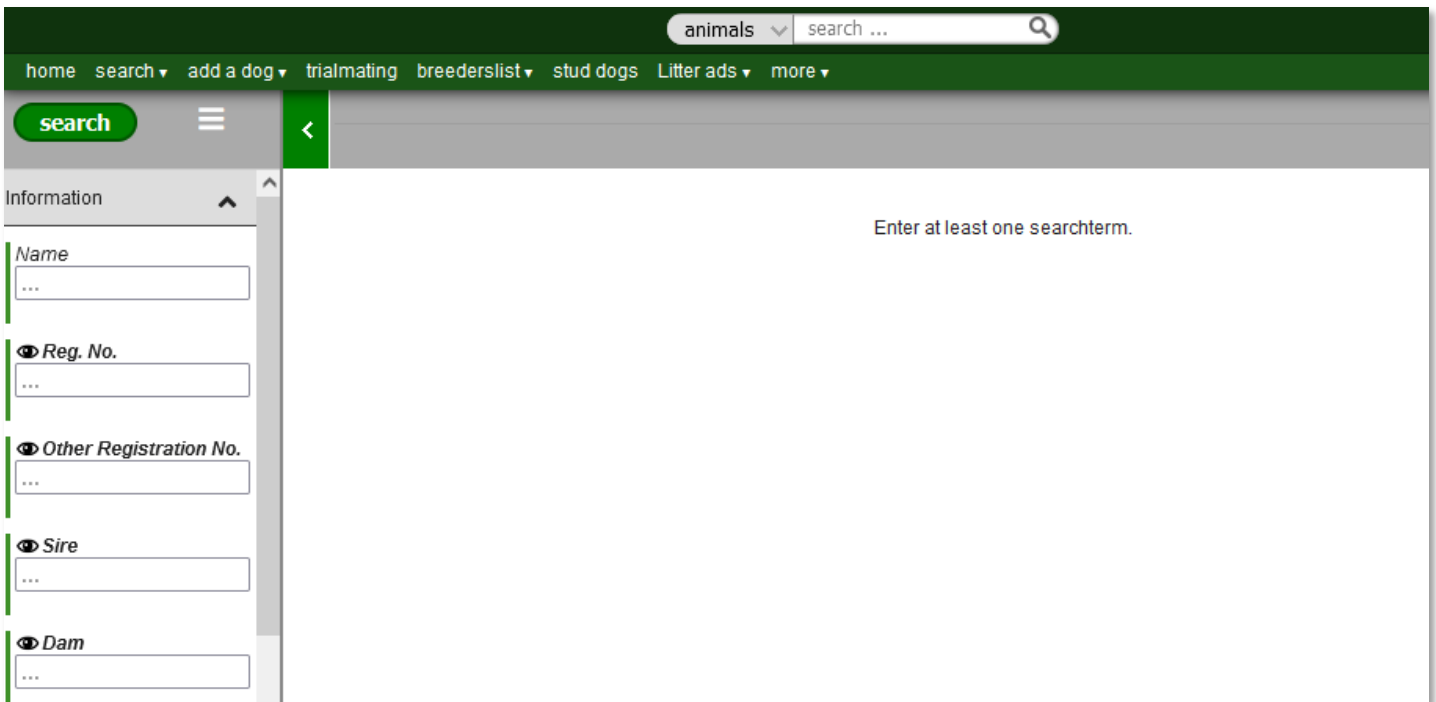 animals search ...
home search ▾ add a dog ▾ trialmating breederslist ▾ stud dogs Litter ads ▾ more ▾
search
Information
Enter at least one searchterm.
Name
...
Reg. No.
...
Other Registration No.
...
Sire
...
Dam
...